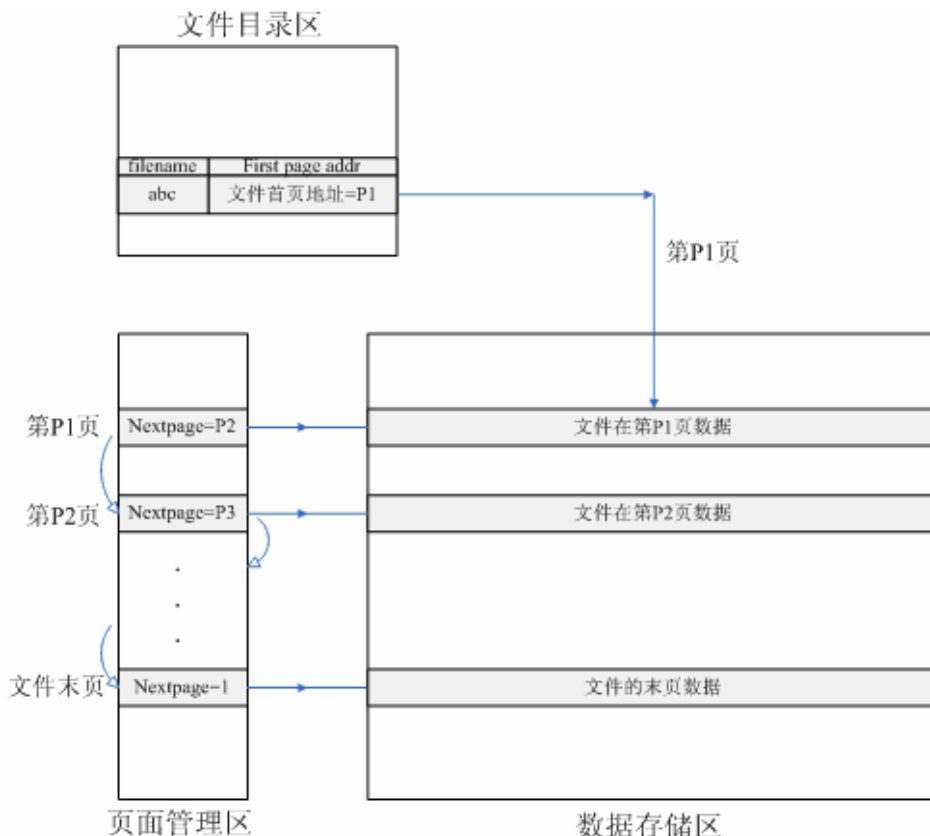 文件目录区
filename First page addr
abc 文件首页地址=P1
第P1页
第P1页 Nextpage=P2 文件在第P1页数据
第P2页 Nextpage=P3 文件在第P2页数据
.
.
.
文件末页 Nextpage=1 文件的末页数据
页面管理区 数据存储区